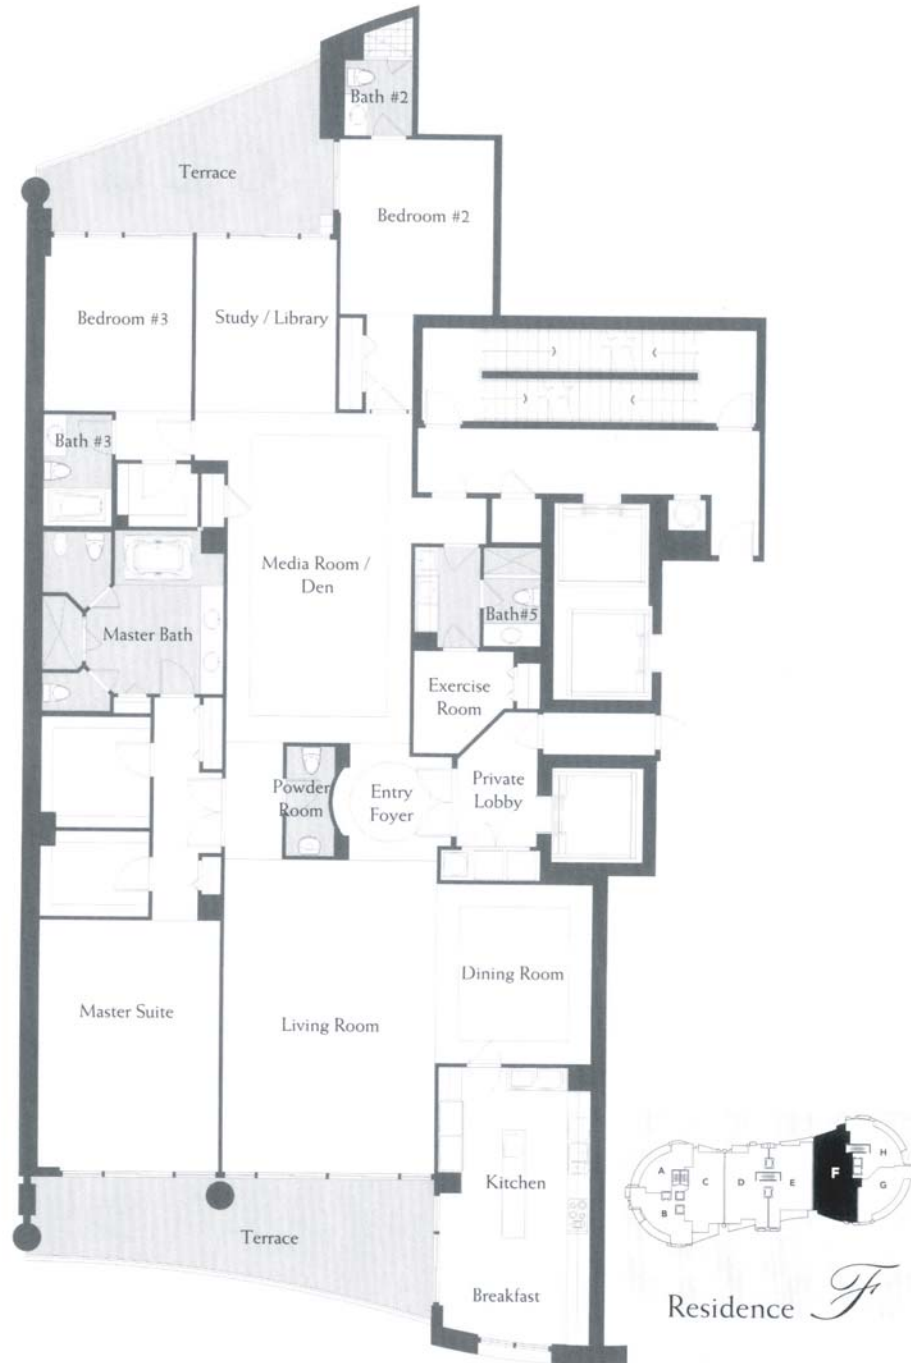 Bath #2
Terrace
Bedroom #2
Bedroom #3
Study / Library
Bath #3
Media Room /
Den
Bath#5
Master Bath
Exercise
Room
Private
Lobby
Powder
Room
Entry
Foyer
Dining Room
Master Suite
Living Room
Kitchen
Terrace
Breakfast
A
B
C
D
E
F
H
G
Residence F